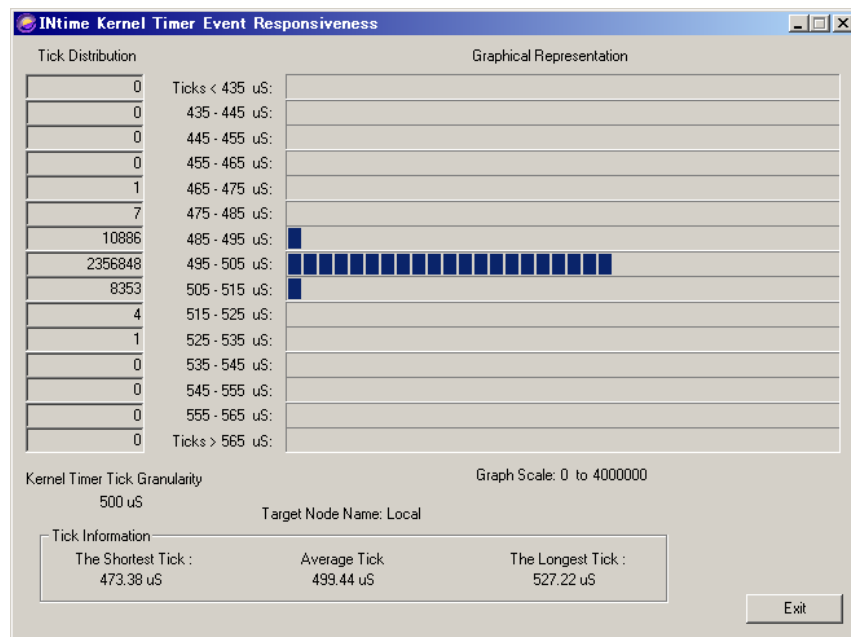 INtime Kernel Timer Event Responsiveness
Tick Distribution Graphical Representation
0 Ticks < 435 uS:
0 435 - 445 uS:
0 445 - 455 uS:
0 455 - 465 uS:
1 465 - 475 uS:
7 475 - 485 uS:
10886 485 - 495 uS:
2356848 495 - 505 uS:
8353 505 - 515 uS:
4 515 - 525 uS:
1 525 - 535 uS:
0 535 - 545 uS:
0 545 - 555 uS:
0 555 - 565 uS:
0 Ticks > 565 uS:
Kernel Timer Tick Granularity Graph Scale: 0 to 4000000
500 uS
Target Node Name: Local
Tick Information
The Shortest Tick : Average Tick The Longest Tick :
473.38 uS 499.44 uS 527.22 uS
Exit